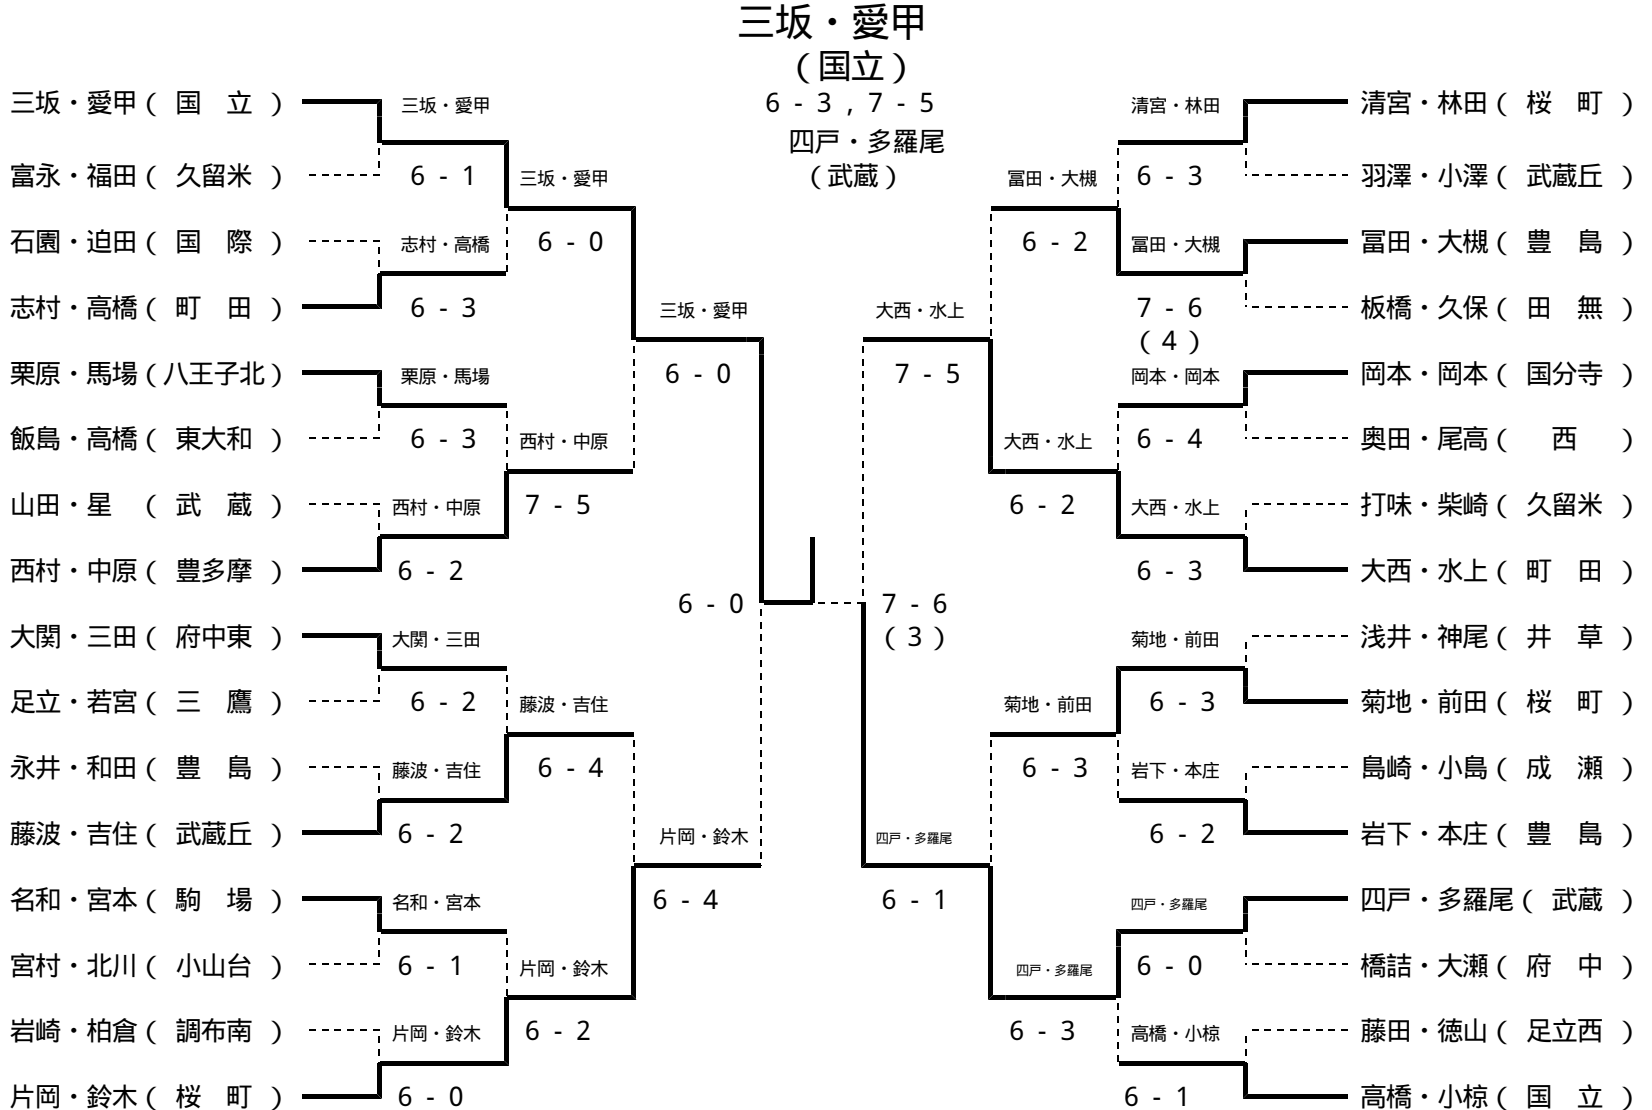 三坂・愛甲
(国立)
6 - 3 , 7 - 5
四戸・多羅尾
(武蔵)
三坂・愛甲 ( 国　立 )
富永・福田 ( 久留米 )
石園・迫田 ( 国　際 )
志村・高橋 ( 町　田 )
栗原・馬場 (八王子北)
飯島・高橋 ( 東大和 )
山田・星　 ( 武　蔵 )
西村・中原 ( 豊多摩 )
大関・三田 ( 府中東 )
足立・若宮 ( 三　鷹 )
永井・和田 ( 豊　島 )
藤波・吉住 ( 武蔵丘 )
名和・宮本 ( 駒　場 )
宮村・北川 ( 小山台 )
岩崎・柏倉 ( 調布南 )
片岡・鈴木 ( 桜　町 )
三坂・愛甲
6 - 1
志村・高橋
6 - 3
栗原・馬場
6 - 3
西村・中原
6 - 2
大関・三田
6 - 2
藤波・吉住
6 - 2
名和・宮本
6 - 1
片岡・鈴木
6 - 0
三坂・愛甲
6 - 0
西村・中原
7 - 5
藤波・吉住
6 - 4
片岡・鈴木
6 - 2
三坂・愛甲
6 - 0
片岡・鈴木
6 - 4
6 - 0
7 - 6
( 3 )
大西・水上
7 - 5
四戸・多羅尾
6 - 1
冨田・大槻
6 - 2
大西・水上
6 - 2
菊地・前田
6 - 3
四戸・多羅尾
6 - 3
清宮・林田
6 - 3
冨田・大槻
7 - 6
( 4 )
岡本・岡本
6 - 4
大西・水上
6 - 3
菊地・前田
6 - 3
岩下・本庄
6 - 2
四戸・多羅尾
6 - 0
高橋・小椋
6 - 1
清宮・林田 ( 桜　町 )
羽澤・小澤 ( 武蔵丘 )
冨田・大槻 ( 豊　島 )
板橋・久保 ( 田　無 )
岡本・岡本 ( 国分寺 )
奥田・尾高 ( 　西　 )
打味・柴崎 ( 久留米 )
大西・水上 ( 町　田 )
浅井・神尾 ( 井　草 )
菊地・前田 ( 桜　町 )
島崎・小島 ( 成　瀬 )
岩下・本庄 ( 豊　島 )
四戸・多羅尾 ( 武蔵 )
橋詰・大瀬 ( 府　中 )
藤田・徳山 ( 足立西 )
高橋・小椋 ( 国　立 )